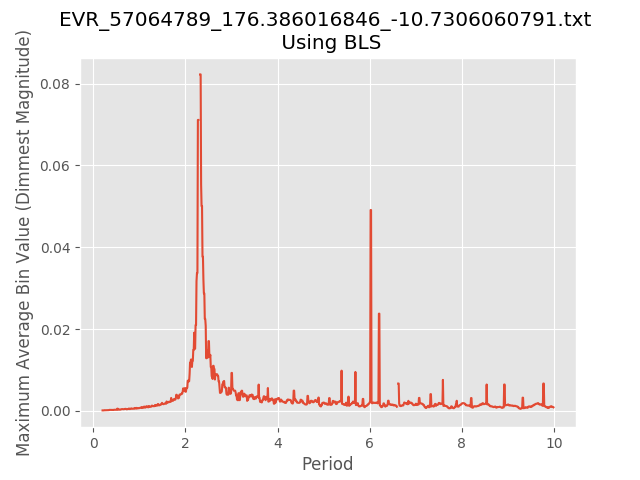 EVR_57064789_176.386016846_-10.7306060791.txt
Using BLS
Maximum Average Bin Value (Dimmest Magnitude)
0.08
0.06
0.04
0.02
0.00
0
2
4
6
8
10
Period